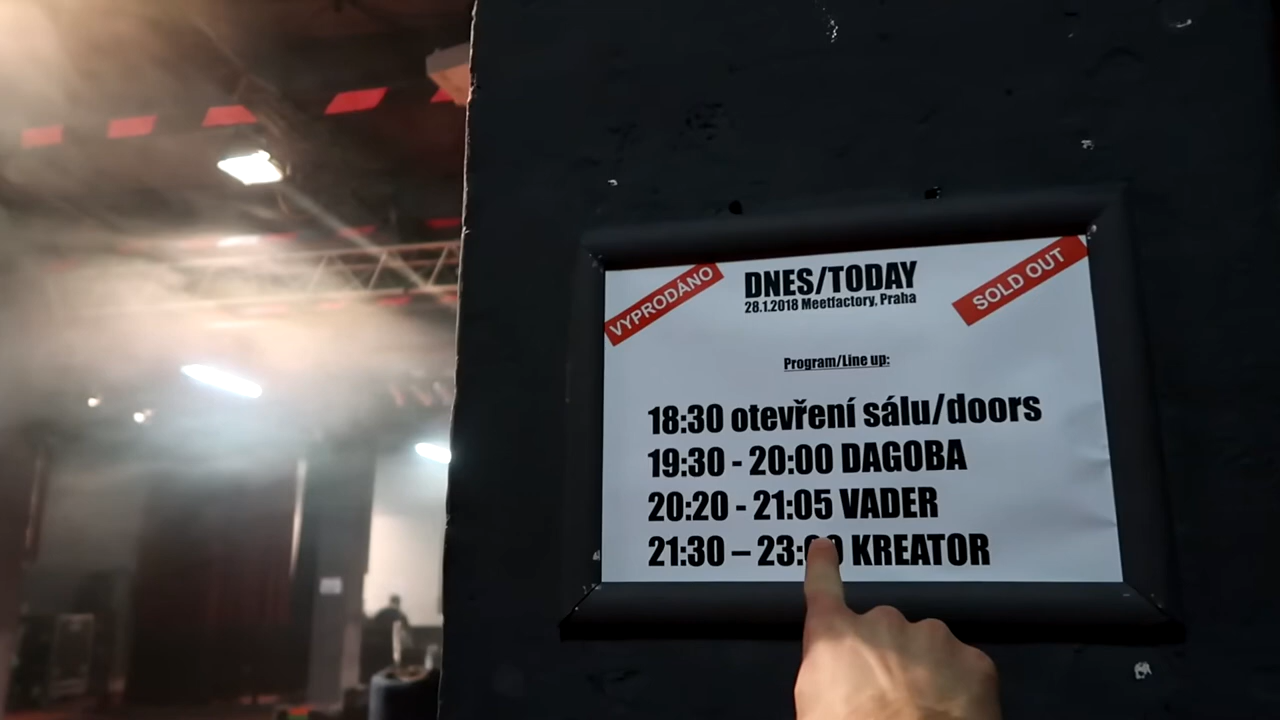 VYPRODÁNO
DNES/TODAY
SOLD OUT
28.1.2018 Meetfactory, Praha
Program/Line up:
18:30 otevření sálu/doors
19:30 - 20:00 DAGOBA
20:20 - 21:05 VADER
21:30 – KREATOR